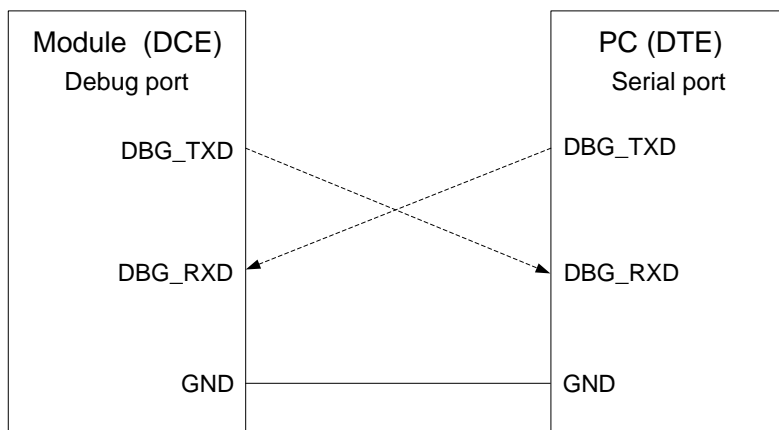 Module (DCE)
Debug port
DBG_TXD
DBG_RXD
GND
PC (DTE)
Serial port
DBG_TXD
DBG_RXD
GND